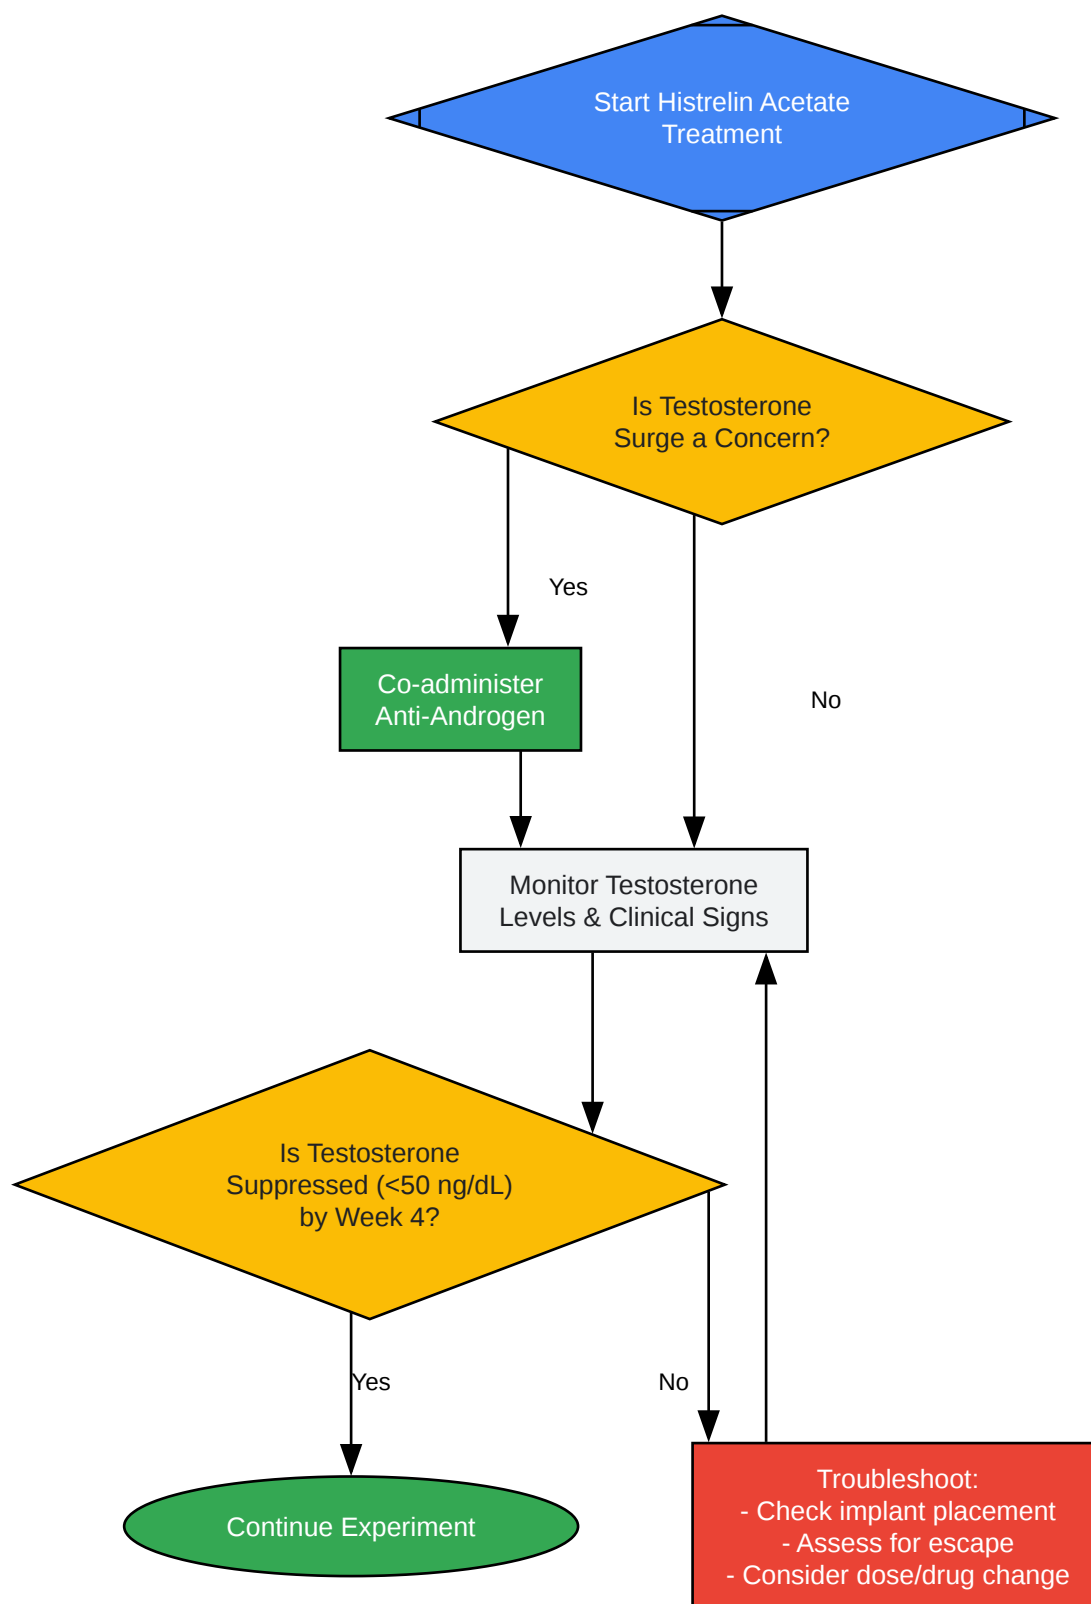 Start Histrelin Acetate
Treatment
Is Testosterone
Surge a Concern?
Yes
No
Co-administer
Anti-Androgen
Monitor Testosterone
Levels & Clinical Signs
Is Testosterone
Suppressed (<50 ng/dL)
by Week 4?
Yes
No
Continue Experiment
Troubleshoot:
- Check implant placement
- Assess for escape
- Consider dose/drug change